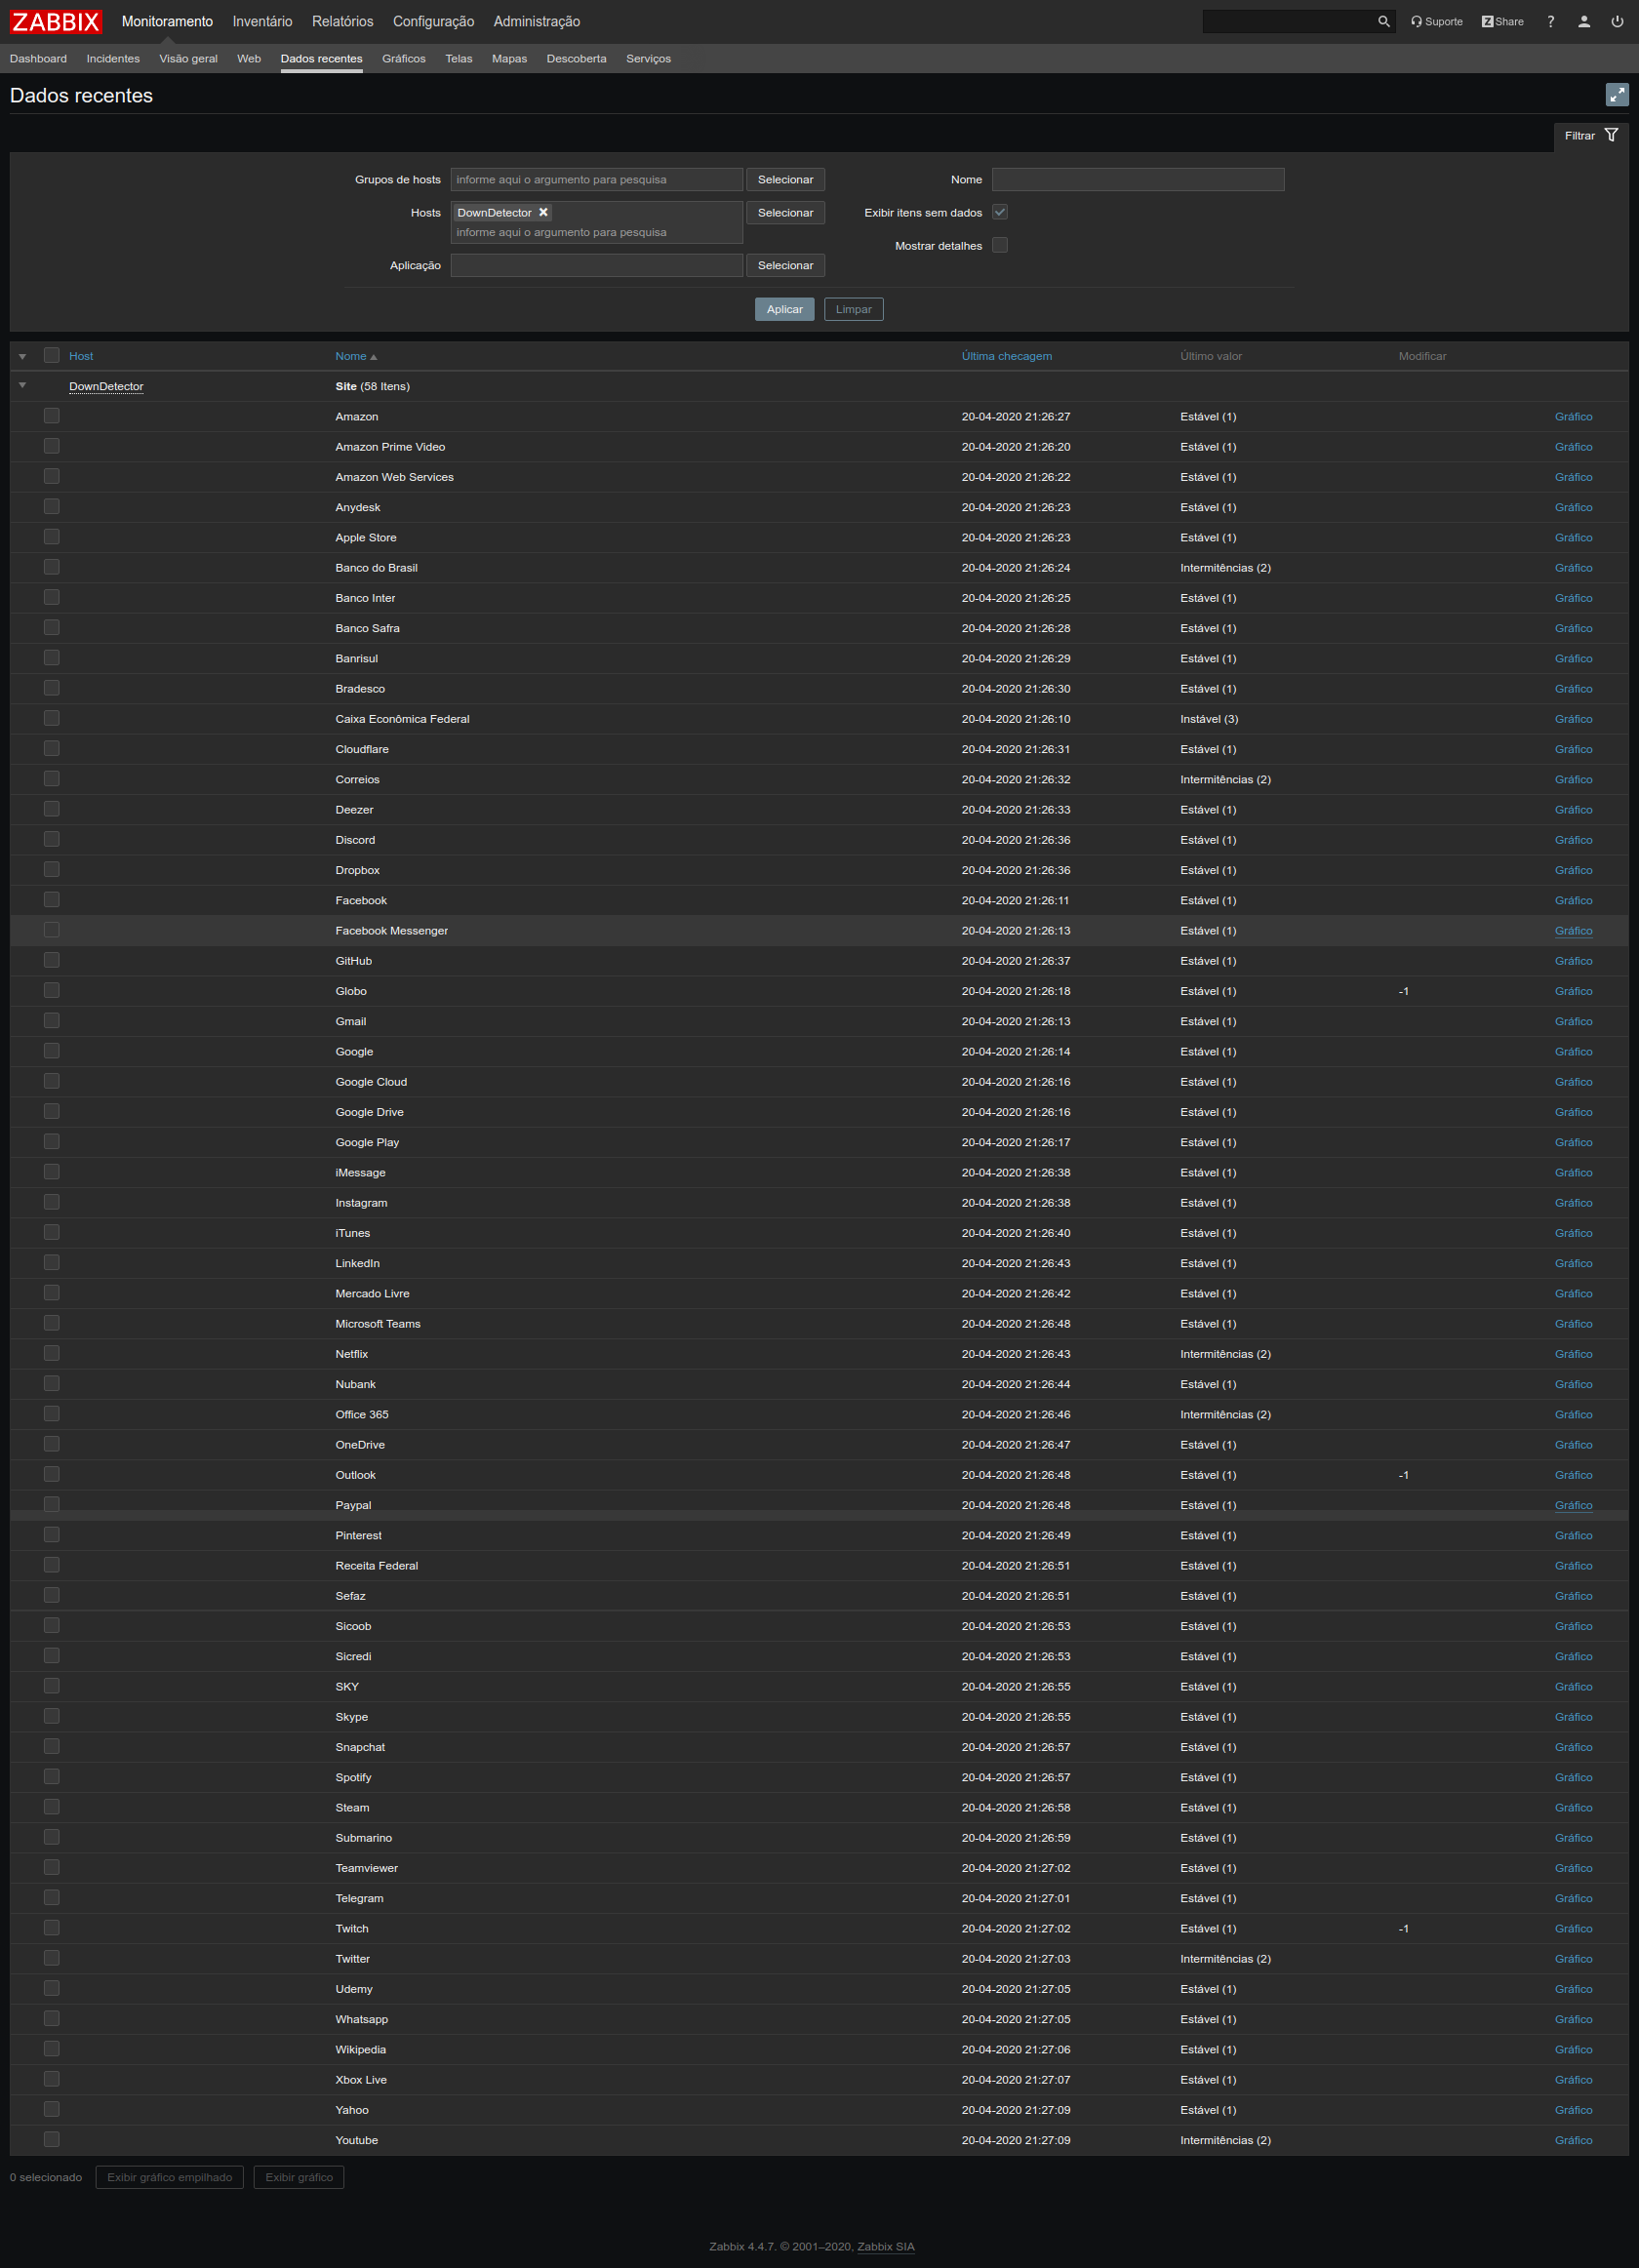 ZABBIX Monitoramento Inventário Relatórios Configuração Administração Suporte Z Share ?
Dashboard Incidentes Visão geral Web Dados recentes Gráficos Telas Mapas Descoberta Serviços
Dados recentes
Filtrar
Grupos de hosts informe aqui o argumento para pesquisa Selecionar Nome
Hosts DownDetector Selecionar Exibir itens sem dados
informe aqui o argumento para pesquisa
Mostrar detalhes
Aplicação Selecionar
Aplicar Limpar
Host Nome Última checagem Último valor Modificar
DownDetector Site (58 Itens)
Amazon 20-04-2020 21:26:27 Estável (1) Gráfico
Amazon Prime Video 20-04-2020 21:26:20 Estável (1) Gráfico
Amazon Web Services 20-04-2020 21:26:22 Estável (1) Gráfico
Anydesk 20-04-2020 21:26:23 Estável (1) Gráfico
Apple Store 20-04-2020 21:26:23 Estável (1) Gráfico
Banco do Brasil 20-04-2020 21:26:24 Intermitências (2) Gráfico
Banco Inter 20-04-2020 21:26:25 Estável (1) Gráfico
Banco Safra 20-04-2020 21:26:28 Estável (1) Gráfico
Banrisul 20-04-2020 21:26:29 Estável (1) Gráfico
Bradesco 20-04-2020 21:26:30 Estável (1) Gráfico
Caixa Econômica Federal 20-04-2020 21:26:10 Instável (3) Gráfico
Cloudflare 20-04-2020 21:26:31 Estável (1) Gráfico
Correios 20-04-2020 21:26:32 Intermitências (2) Gráfico
Deezer 20-04-2020 21:26:33 Estável (1) Gráfico
Discord 20-04-2020 21:26:36 Estável (1) Gráfico
Dropbox 20-04-2020 21:26:36 Estável (1) Gráfico
Facebook 20-04-2020 21:26:11 Estável (1) Gráfico
Facebook Messenger 20-04-2020 21:26:13 Estável (1) Gráfico
GitHub 20-04-2020 21:26:37 Estável (1) Gráfico
Globo 20-04-2020 21:26:18 Estável (1) -1 Gráfico
Gmail 20-04-2020 21:26:13 Estável (1) Gráfico
Google 20-04-2020 21:26:14 Estável (1) Gráfico
Google Cloud 20-04-2020 21:26:16 Estável (1) Gráfico
Google Drive 20-04-2020 21:26:16 Estável (1) Gráfico
Google Play 20-04-2020 21:26:17 Estável (1) Gráfico
iMessage 20-04-2020 21:26:38 Estável (1) Gráfico
Instagram 20-04-2020 21:26:38 Estável (1) Gráfico
iTunes 20-04-2020 21:26:40 Estável (1) Gráfico
LinkedIn 20-04-2020 21:26:43 Estável (1) Gráfico
Mercado Livre 20-04-2020 21:26:42 Estável (1) Gráfico
Microsoft Teams 20-04-2020 21:26:48 Estável (1) Gráfico
Netflix 20-04-2020 21:26:43 Intermitências (2) Gráfico
Nubank 20-04-2020 21:26:44 Estável (1) Gráfico
Office 365 20-04-2020 21:26:46 Intermitências (2) Gráfico
OneDrive 20-04-2020 21:26:47 Estável (1) Gráfico
Outlook 20-04-2020 21:26:48 Estável (1) -1 Gráfico
Paypal 20-04-2020 21:26:48 Estável (1) Gráfico
Pinterest 20-04-2020 21:26:49 Estável (1) Gráfico
Receita Federal 20-04-2020 21:26:51 Estável (1) Gráfico
Sefaz 20-04-2020 21:26:51 Estável (1) Gráfico
Sicoob 20-04-2020 21:26:53 Estável (1) Gráfico
Sicredi 20-04-2020 21:26:53 Estável (1) Gráfico
SKY 20-04-2020 21:26:55 Estável (1) Gráfico
Skype 20-04-2020 21:26:55 Estável (1) Gráfico
Snapchat 20-04-2020 21:26:57 Estável (1) Gráfico
Spotify 20-04-2020 21:26:57 Estável (1) Gráfico
Steam 20-04-2020 21:26:58 Estável (1) Gráfico
Submarino 20-04-2020 21:26:59 Estável (1) Gráfico
Teamviewer 20-04-2020 21:27:02 Estável (1) Gráfico
Telegram 20-04-2020 21:27:01 Estável (1) Gráfico
Twitch 20-04-2020 21:27:02 Estável (1) -1 Gráfico
Twitter 20-04-2020 21:27:03 Intermitências (2) Gráfico
Udemy 20-04-2020 21:27:05 Estável (1) Gráfico
Whatsapp 20-04-2020 21:27:05 Estável (1) Gráfico
Wikipedia 20-04-2020 21:27:06 Estável (1) Gráfico
Xbox Live 20-04-2020 21:27:07 Estável (1) Gráfico
Yahoo 20-04-2020 21:27:09 Estável (1) Gráfico
Youtube 20-04-2020 21:27:09 Intermitências (2) Gráfico
0 selecionado Exibir gráfico empilhado Exibir gráfico
Zabbix 4.4.7. © 2001–2020, Zabbix SIA